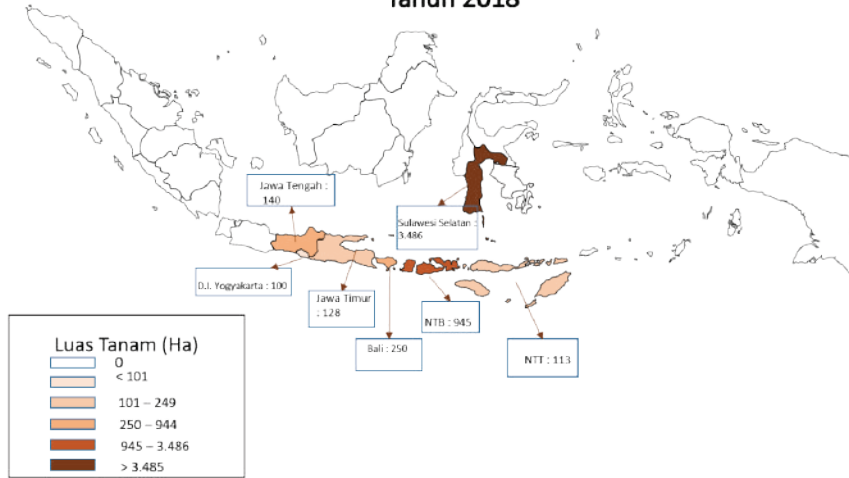 Tahun 2018
Jawa Tengah :
140
Sulawesi Selatan :
3.486
D.I. Yogyakarta : 100
Jawa Timur
: 128
NTB : 945
Bali : 250
NTT : 113
Luas Tanam (Ha)
0
< 101
101 – 249
250 – 944
945 – 3.486
> 3.485